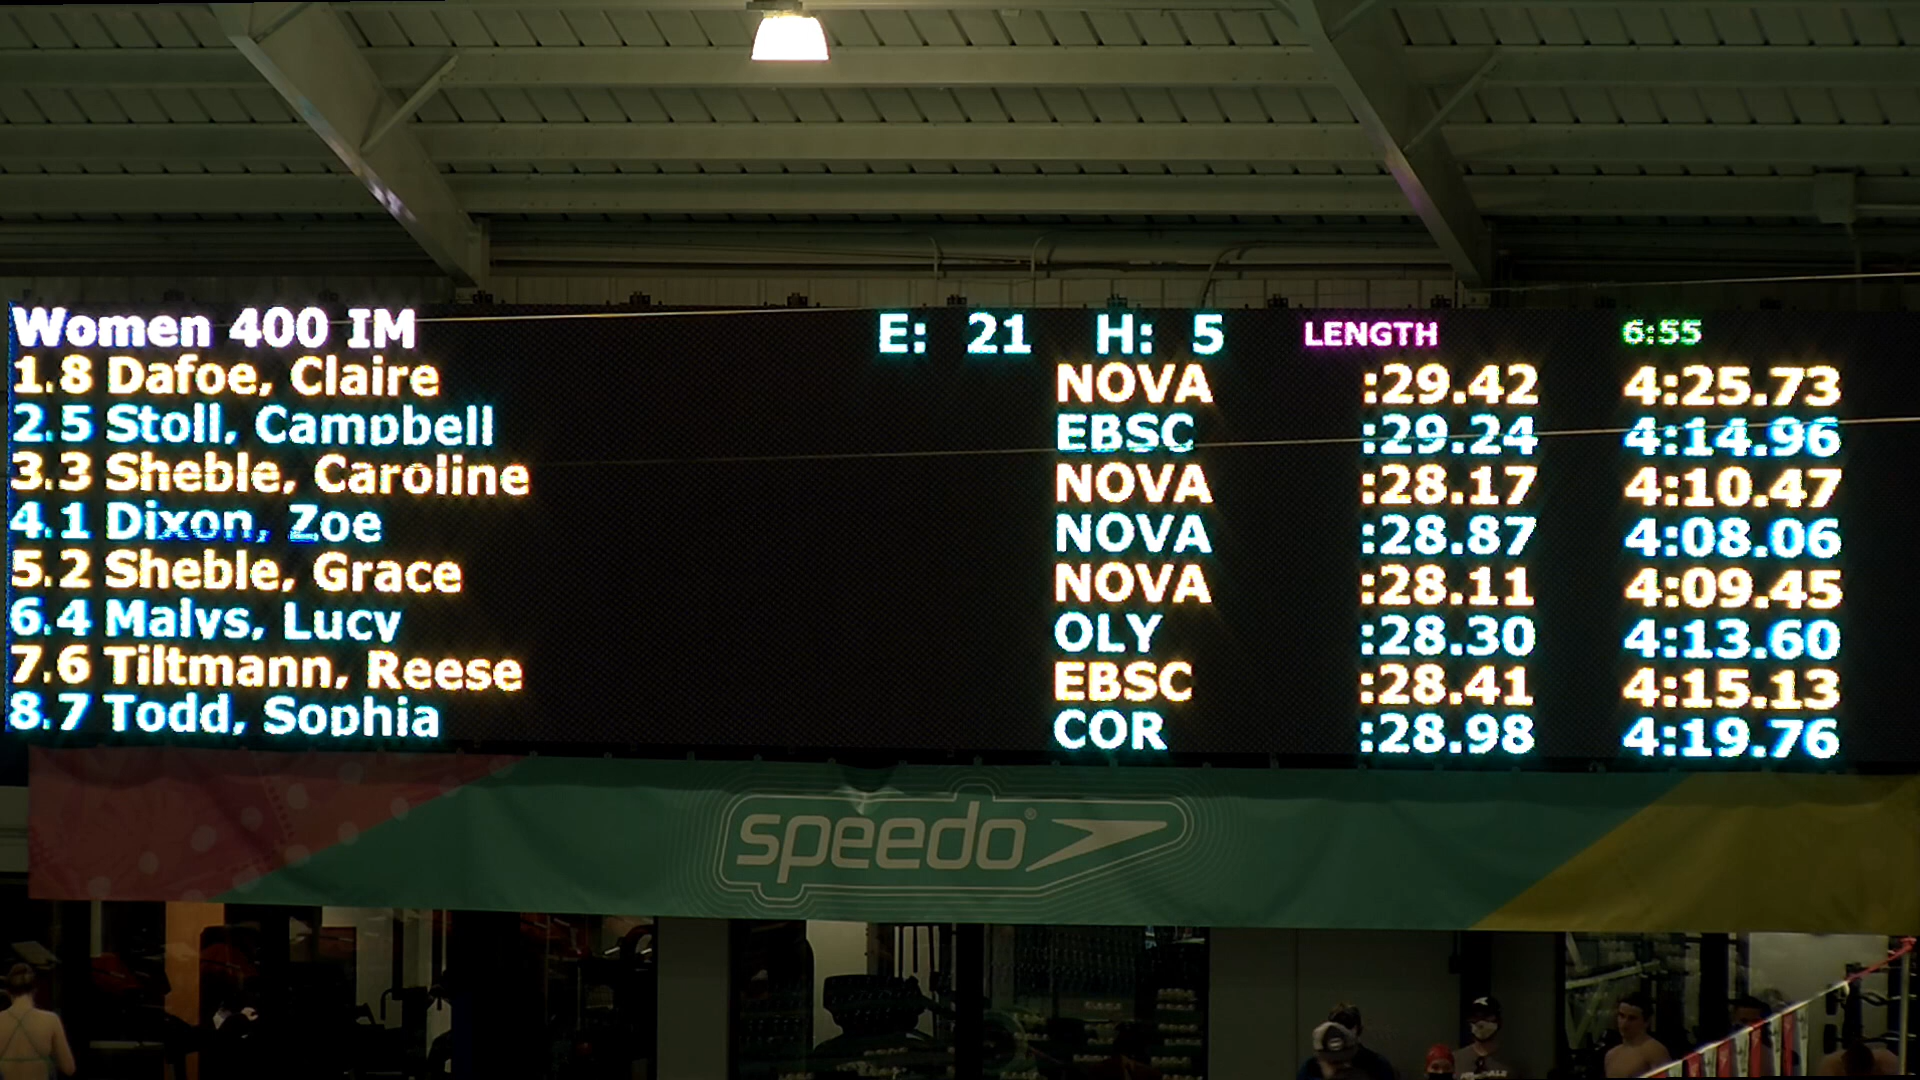 Women 400 IM E: 21 H: 5 LENGTH 6:55
1.8 Dafoe, Claire NOVA :29.42 4:25.73
2.5 Stoll, Campbell EBSC :29.24 4:14.96
3.3 Sheble, Caroline NOVA :28.17 4:10.47
4.1 Dixon, Zoe NOVA :28.87 4:08.06
5.2 Sheble, Grace NOVA :28.11 4:09.45
6.4 Malys, Lucy OLY :28.30 4:13.60
7.6 Tiltmann, Reese EBSC :28.41 4:15.13
8.7 Todd, Sophia COR :28.98 4:19.76
speedo®